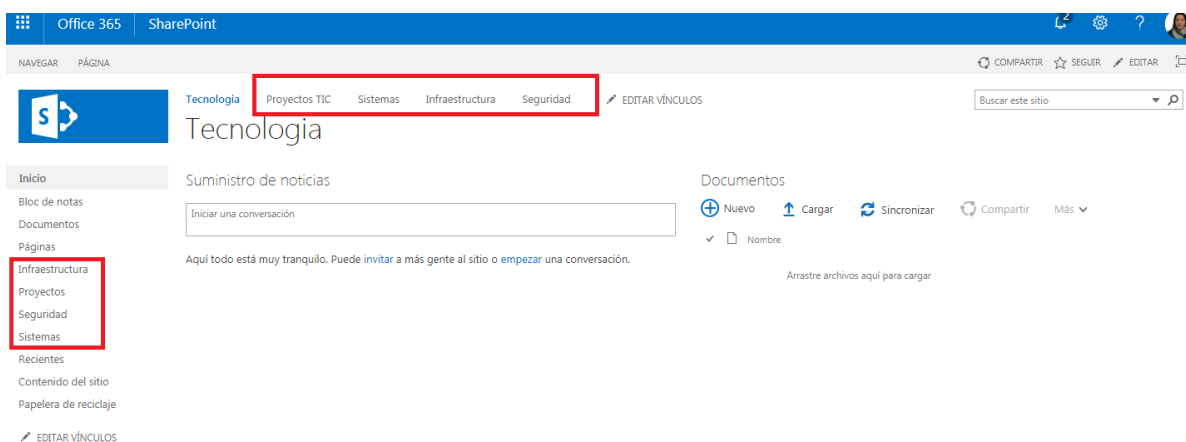 Office 365 SharePoint 2 ?
NAVEGAR PÁGINA COMPARTIR SEGUIR EDITAR
S Tecnologia Proyectos TIC Sistemas Infraestructura Seguridad EDITAR VÍNCULOS Buscar este sitio
Tecnologia
Inicio
Bloc de notas
Documentos
Páginas
Infraestructura
Proyectos
Seguridad
Sistemas
Recientes
Contenido del sitio
Papelera de reciclaje
EDITAR VÍNCULOS
Suministro de noticias
Iniciar una conversación
Aquí todo está muy tranquilo. Puede invitar a más gente al sitio o empezar una conversación.
Documentos
Nuevo Cargar Sincronizar Compartir Más
Nombre
Arrastre archivos aquí para cargar